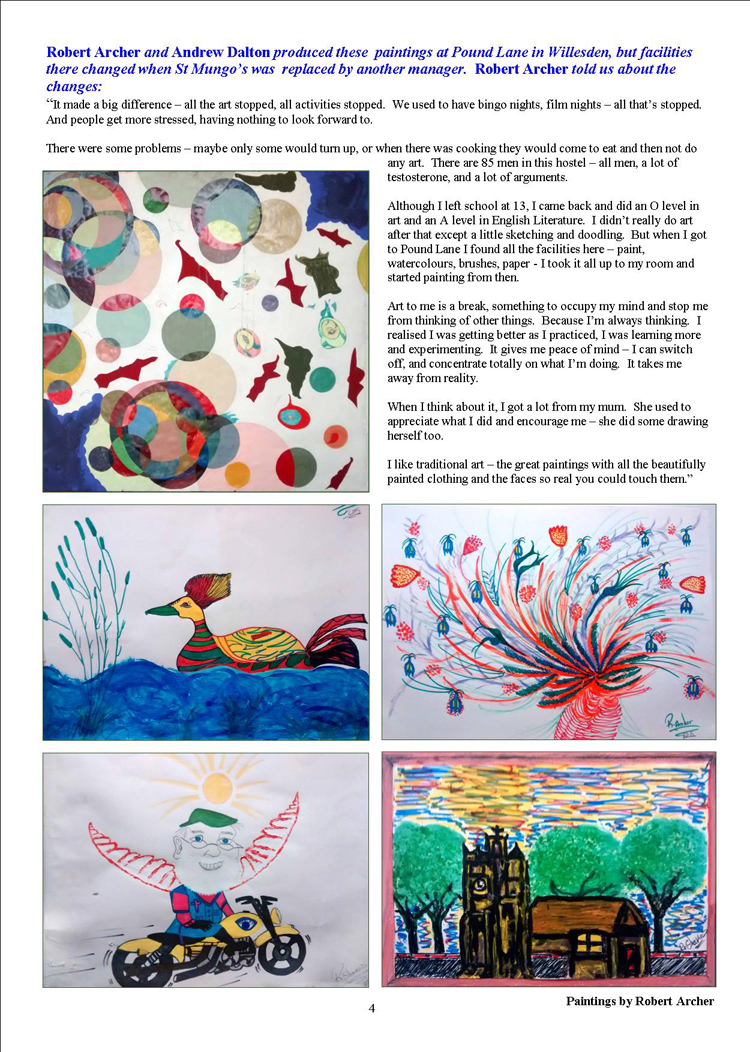 Robert Archer and Andrew Dalton produced these paintings at Pound Lane in Willesden, but facilities
there changed when St Mungo's was replaced by another manager. Robert Archer told us about the
changes:
“It made a big difference – all the art stopped, all activities stopped. We used to have bingo nights, film nights – all that's stopped.
And people get more stressed, having nothing to look forward to.
There were some problems – maybe only some would turn up, or when there was cooking they would come to eat and then not do
any art. There are 85 men in this hostel – all men, a lot of
testosterone, and a lot of arguments.
Although I left school at 13, I came back and did an O level in
art and an A level in English Literature. I didn't really do art
after that except a little sketching and doodling. But when I got
to Pound Lane I found all the facilities here – paint,
watercolours, brushes, paper - I took it all up to my room and
started painting from then.
Art to me is a break, something to occupy my mind and stop me
from thinking of other things. Because I'm always thinking. I
realised I was getting better as I practiced, I was learning more
and experimenting. It gives me peace of mind – I can switch
off, and concentrate totally on what I'm doing. It takes me
away from reality.
When I think about it, I got a lot from my mum. She used to
appreciate what I did and encourage me – she did some drawing
herself too.
I like traditional art – the great paintings with all the beautifully
painted clothing and the faces so real you could touch them.”
R. Archer
Paintings by Robert Archer
4